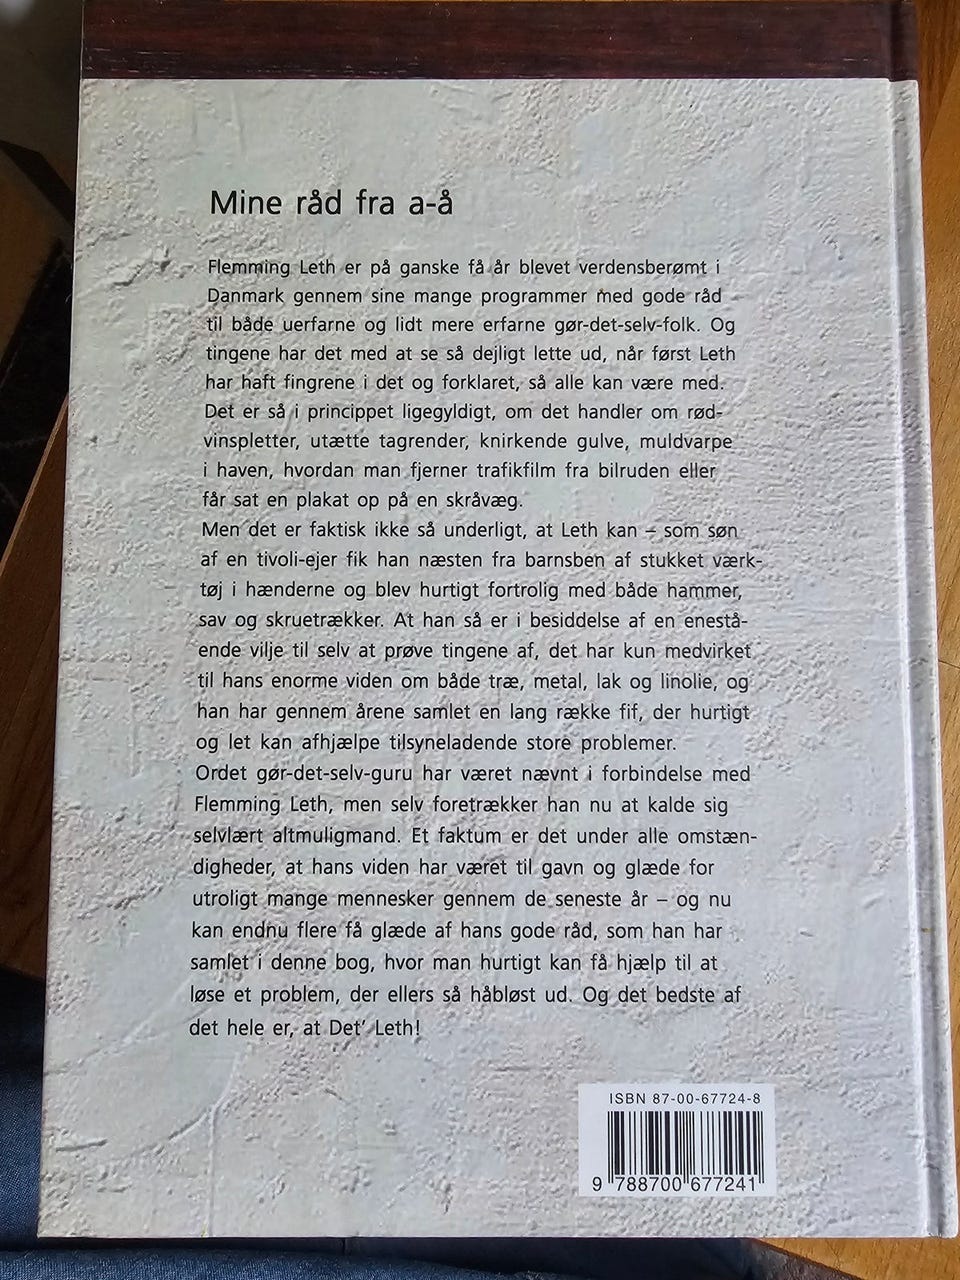 Mine råd fra a-å
Flemming Leth er på ganske få år blevet verdensberømt i
Danmark gennem sine mange programmer med gode råd
til både uerfarne og lidt mere erfarne gør-det-selv-folk. Og
tingene har det med at se så dejligt lette ud, når først Leth
har haft fingrene i det og forklaret, så alle kan være med.
Det er så i princippet ligegyldigt, om det handler om rød-
vinspletter, utætte tagrender, knirkende gulve, muldvarpe
i haven, hvordan man fjerner trafikfilm fra bilruden eller
får sat en plakat op på en skråvæg.
Men det er faktisk ikke så underligt, at Leth kan – som søn
af en tivoli-ejer fik han næsten fra barnsben af stukket værk-
tøj i hænderne og blev hurtigt fortrolig med både hammer,
sav og skruetrækker. At han så er i besiddelse af en enestå-
ende vilje til selv at prøve tingene af, det har kun medvirket
til hans enorme viden om både træ, metal, lak og linolie, og
han har gennem årene samlet en lang række fif, der hurtigt
og let kan afhjælpe tilsyneladende store problemer.
Ordet gør-det-selv-guru har været nævnt i forbindelse med
Flemming Leth, men selv foretrækker han nu at kalde sig
selvlært altmuligmand. Et faktum er det under alle omstæn-
digheder, at hans viden har været til gavn og glæde for
utroligt mange mennesker gennem de seneste år – og nu
kan endnu flere få glæde af hans gode råd, som han har
samlet i denne bog, hvor man hurtigt kan få hjælp til at
løse et problem, der ellers så håbløst ud. Og det bedste af
det hele er, at Det' Leth!
ISBN 87-00-67724-8
9 788700 677241